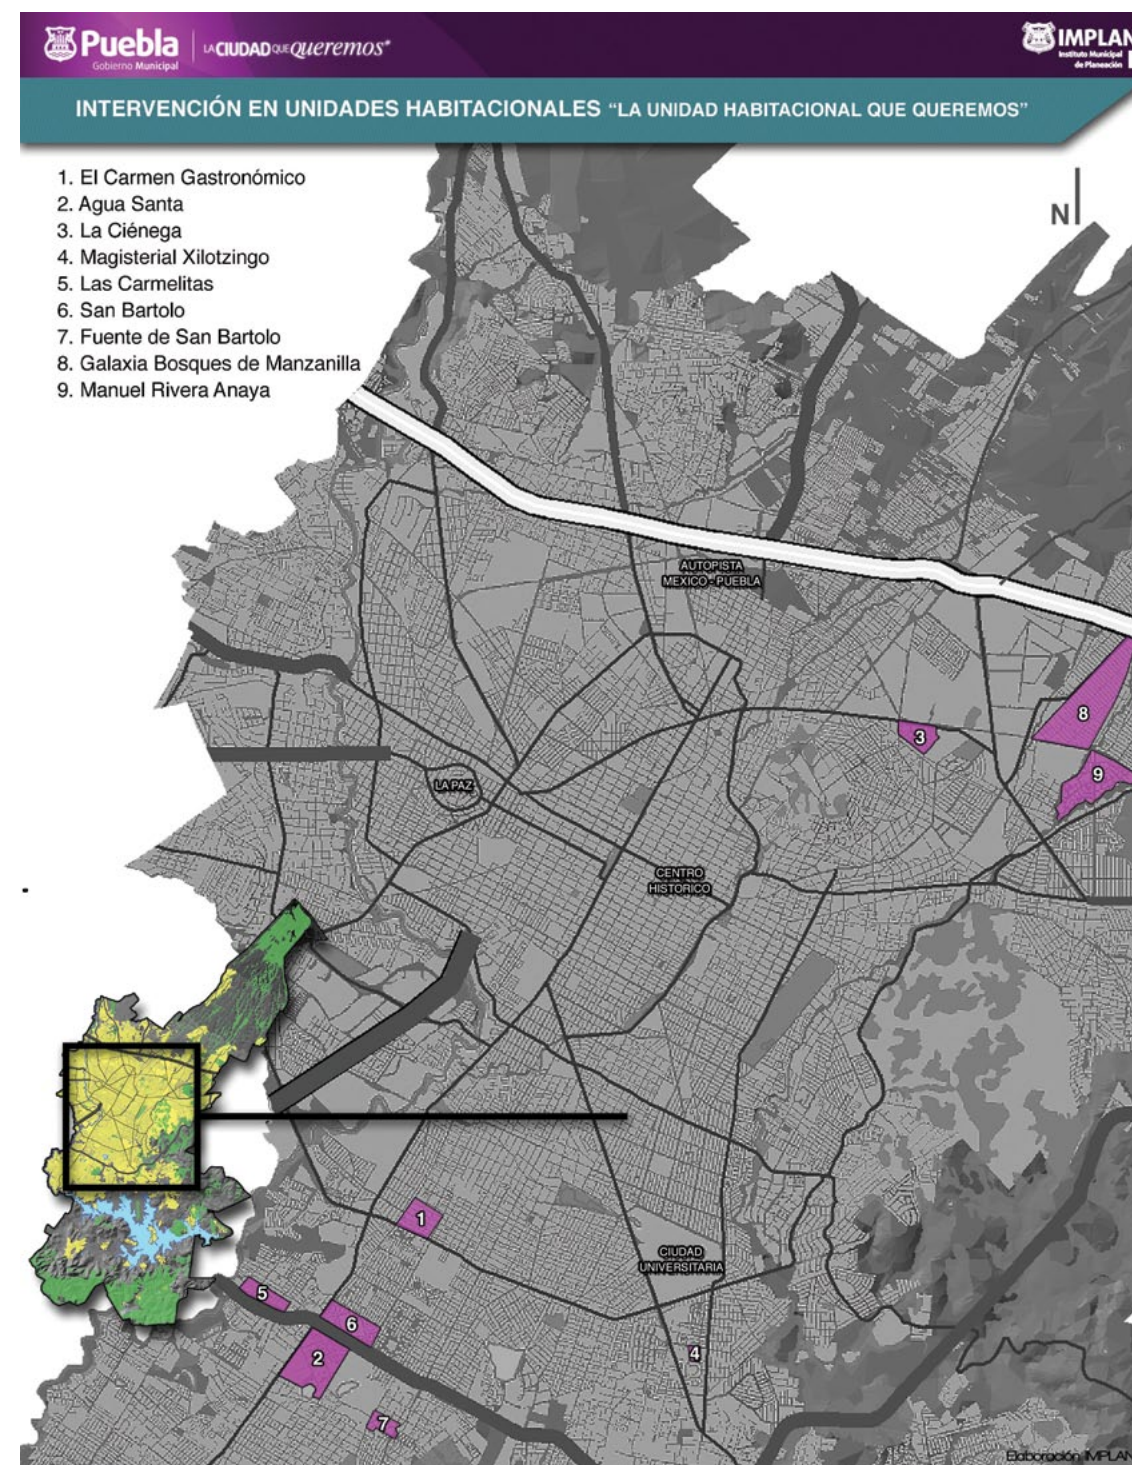 Puebla
Gobierno Municipal
LA CIUDAD QUE queremos*
IMPLAN
Instituto Municipal
de Planeación
INTERVENCIÓN EN UNIDADES HABITACIONALES “LA UNIDAD HABITACIONAL QUE QUEREMOS”
1. El Carmen Gastronómico
2. Agua Santa
3. La Ciénega
4. Magisterial Xilotzingo
5. Las Carmelitas
6. San Bartolo
7. Fuente de San Bartolo
8. Galaxia Bosques de Manzanilla
9. Manuel Rivera Anaya
N
AUTOPISTA
MEXICO - PUEBLA
8
3
9
LA PAZ
CENTRO
HISTORICO
1
CIUDAD
UNIVERSITARIA
5
6
2
4
7
Elaboración IMPLAN